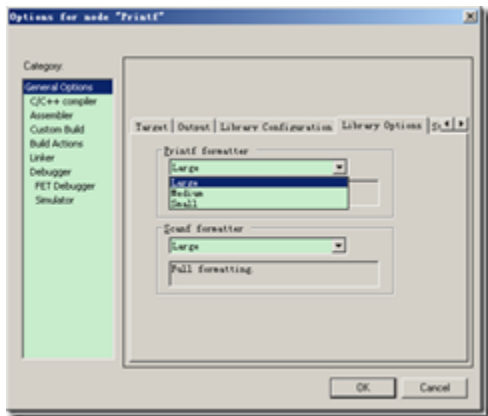 Options for node "Printf"
Category:
General Options
C/C++ compiler
Assembler
Custom Build
Build Actions
Linker
Debugger
FET Debugger
Simulator
Target
Output
Library Configuration
Library Options
Printf formatter
Large
Large
Medium
Small
Scanf formatter
Large
Full formatting.
OK
Cancel